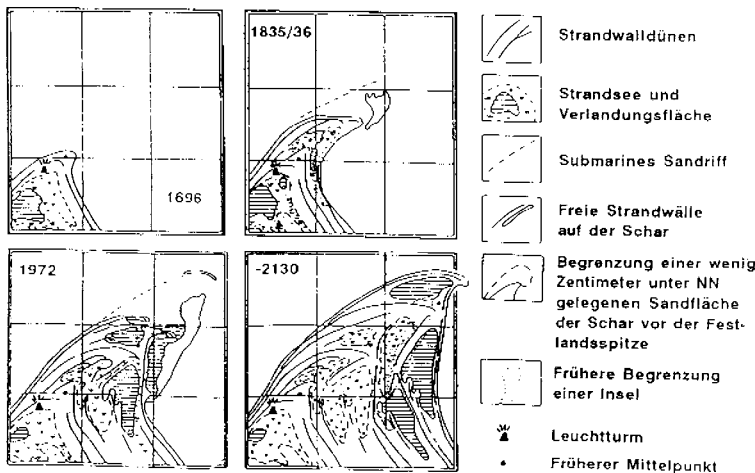 1696
1835/36
1972
-2130
Strandwalldünen
Strandsee und
Verlandungsfläche
Submarines Sandriff
Freie Strandwälle
auf der Schar
Begrenzung einer wenig
Zentimeter unter NN
gelegenen Sandfläche
der Schar vor der Fest-
landsspitze
Frühere Begrenzung
einer Insel
Leuchtturm
Früherer Mittelpunkt